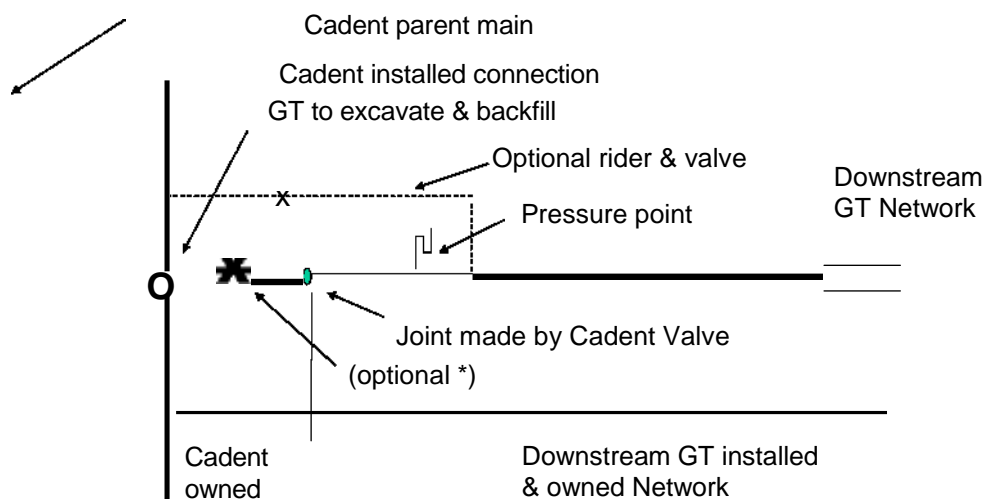 Cadent parent main
Cadent installed connection
GT to excavate & backfill
Optional rider & valve
Downstream
GT Network
Pressure point
x
X
O
Joint made by Cadent Valve
(optional *)
Cadent
owned
Downstream GT installed
& owned Network